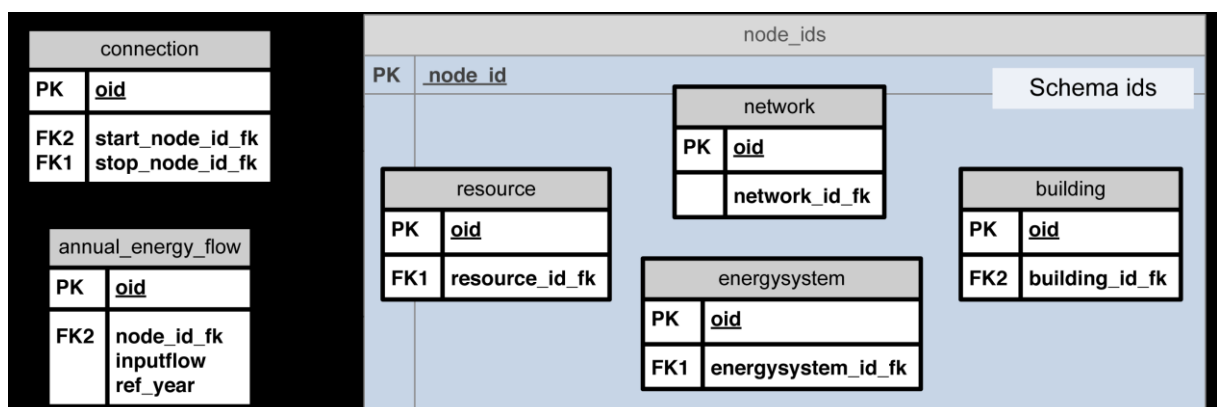 connection
PK oid
FK2 start_node_id_fk
FK1 stop_node_id_fk
annual_energy_flow
PK oid
FK2 node_id_fk
inputflow
ref_year
node_ids
PK node_id
Schema ids
network
PK oid
network_id_fk
resource
PK oid
FK1 resource_id_fk
energysystem
PK oid
FK1 energysystem_id_fk
building
PK oid
FK2 building_id_fk